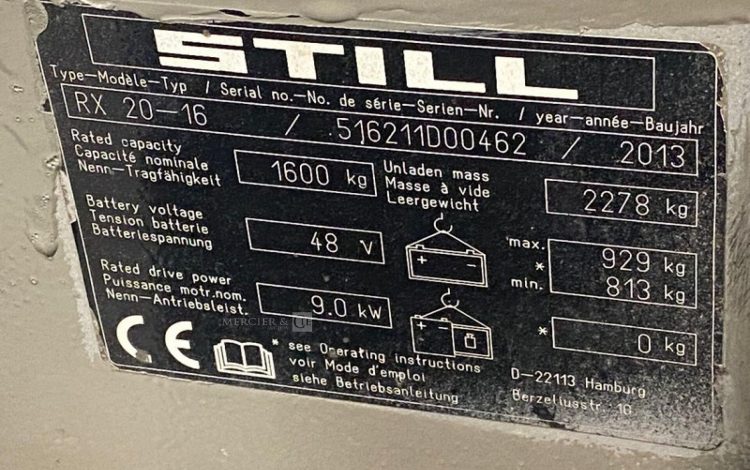 STILL
Type–Modèle–Typ / Serial no.–No. de série–Serien–Nr. / year–année–Baujahr
RX 20–16 / 516211D00462 / 2013
Rated capacity
Capacité nominale
Nenn–Tragfähigkeit
1600 kg
Unladen mass
Masse à vide
Leergewicht
2278 kg
Battery voltage
Tension batterie
Batteriespannung
48 V
max. 929 kg
*
min. 813 kg
Rated drive power
Puissance motr.nom.
Nenn–Antriebsleist.
9.0 kW
* 0 kg
MERCIER &
CE
* see Operating instructions
voir Mode d'emploi
siehe Betriebsanleitung
D–22113 Hamburg
Berzeliusstr. 10